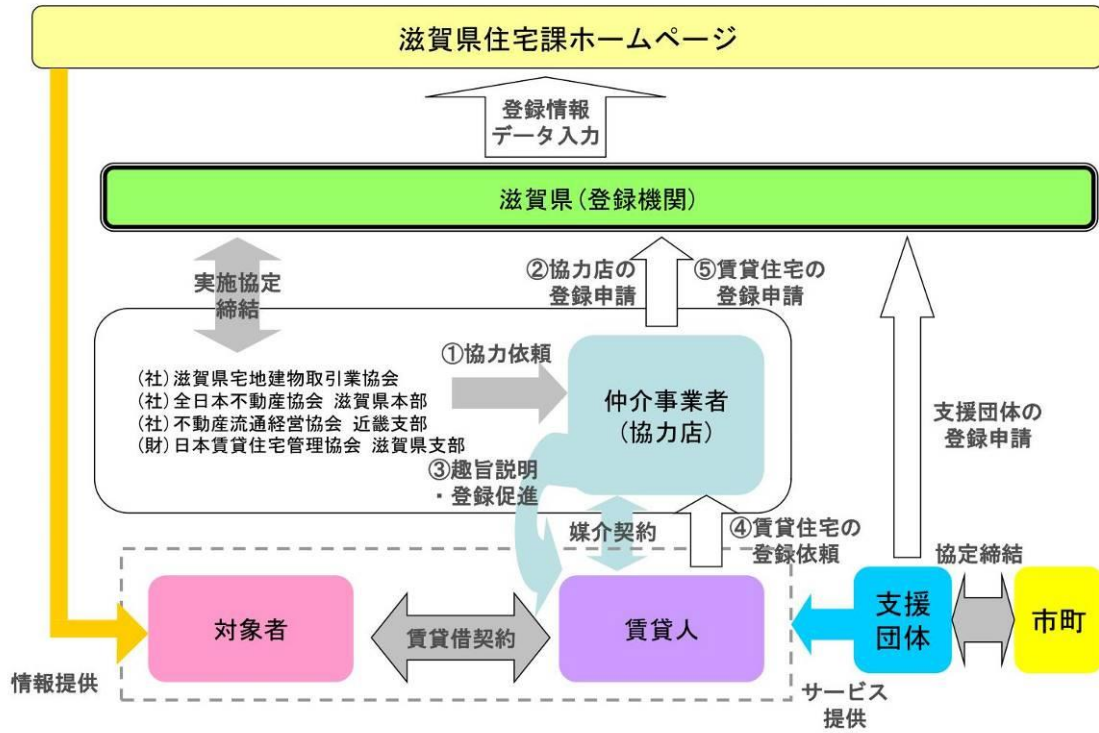 滋賀県住宅課ホームページ
登録情報
データ入力
滋賀県(登録機関)
実施協定
締結
②協力店の
登録申請
⑤賃貸住宅の
登録申請
①協力依頼
(社)滋賀県宅地建物取引業協会
(社)全日本不動産協会 滋賀県本部
(社)不動産流通経営協会 近畿支部
(財)日本賃貸住宅管理協会 滋賀県支部
仲介事業者
(協力店)
支援団体の
登録申請
③趣旨説明
・登録促進
媒介契約
④賃貸住宅の
登録依頼
協定締結
対象者
賃貸借契約
賃貸人
支援
団体
市町
情報提供
サービス
提供